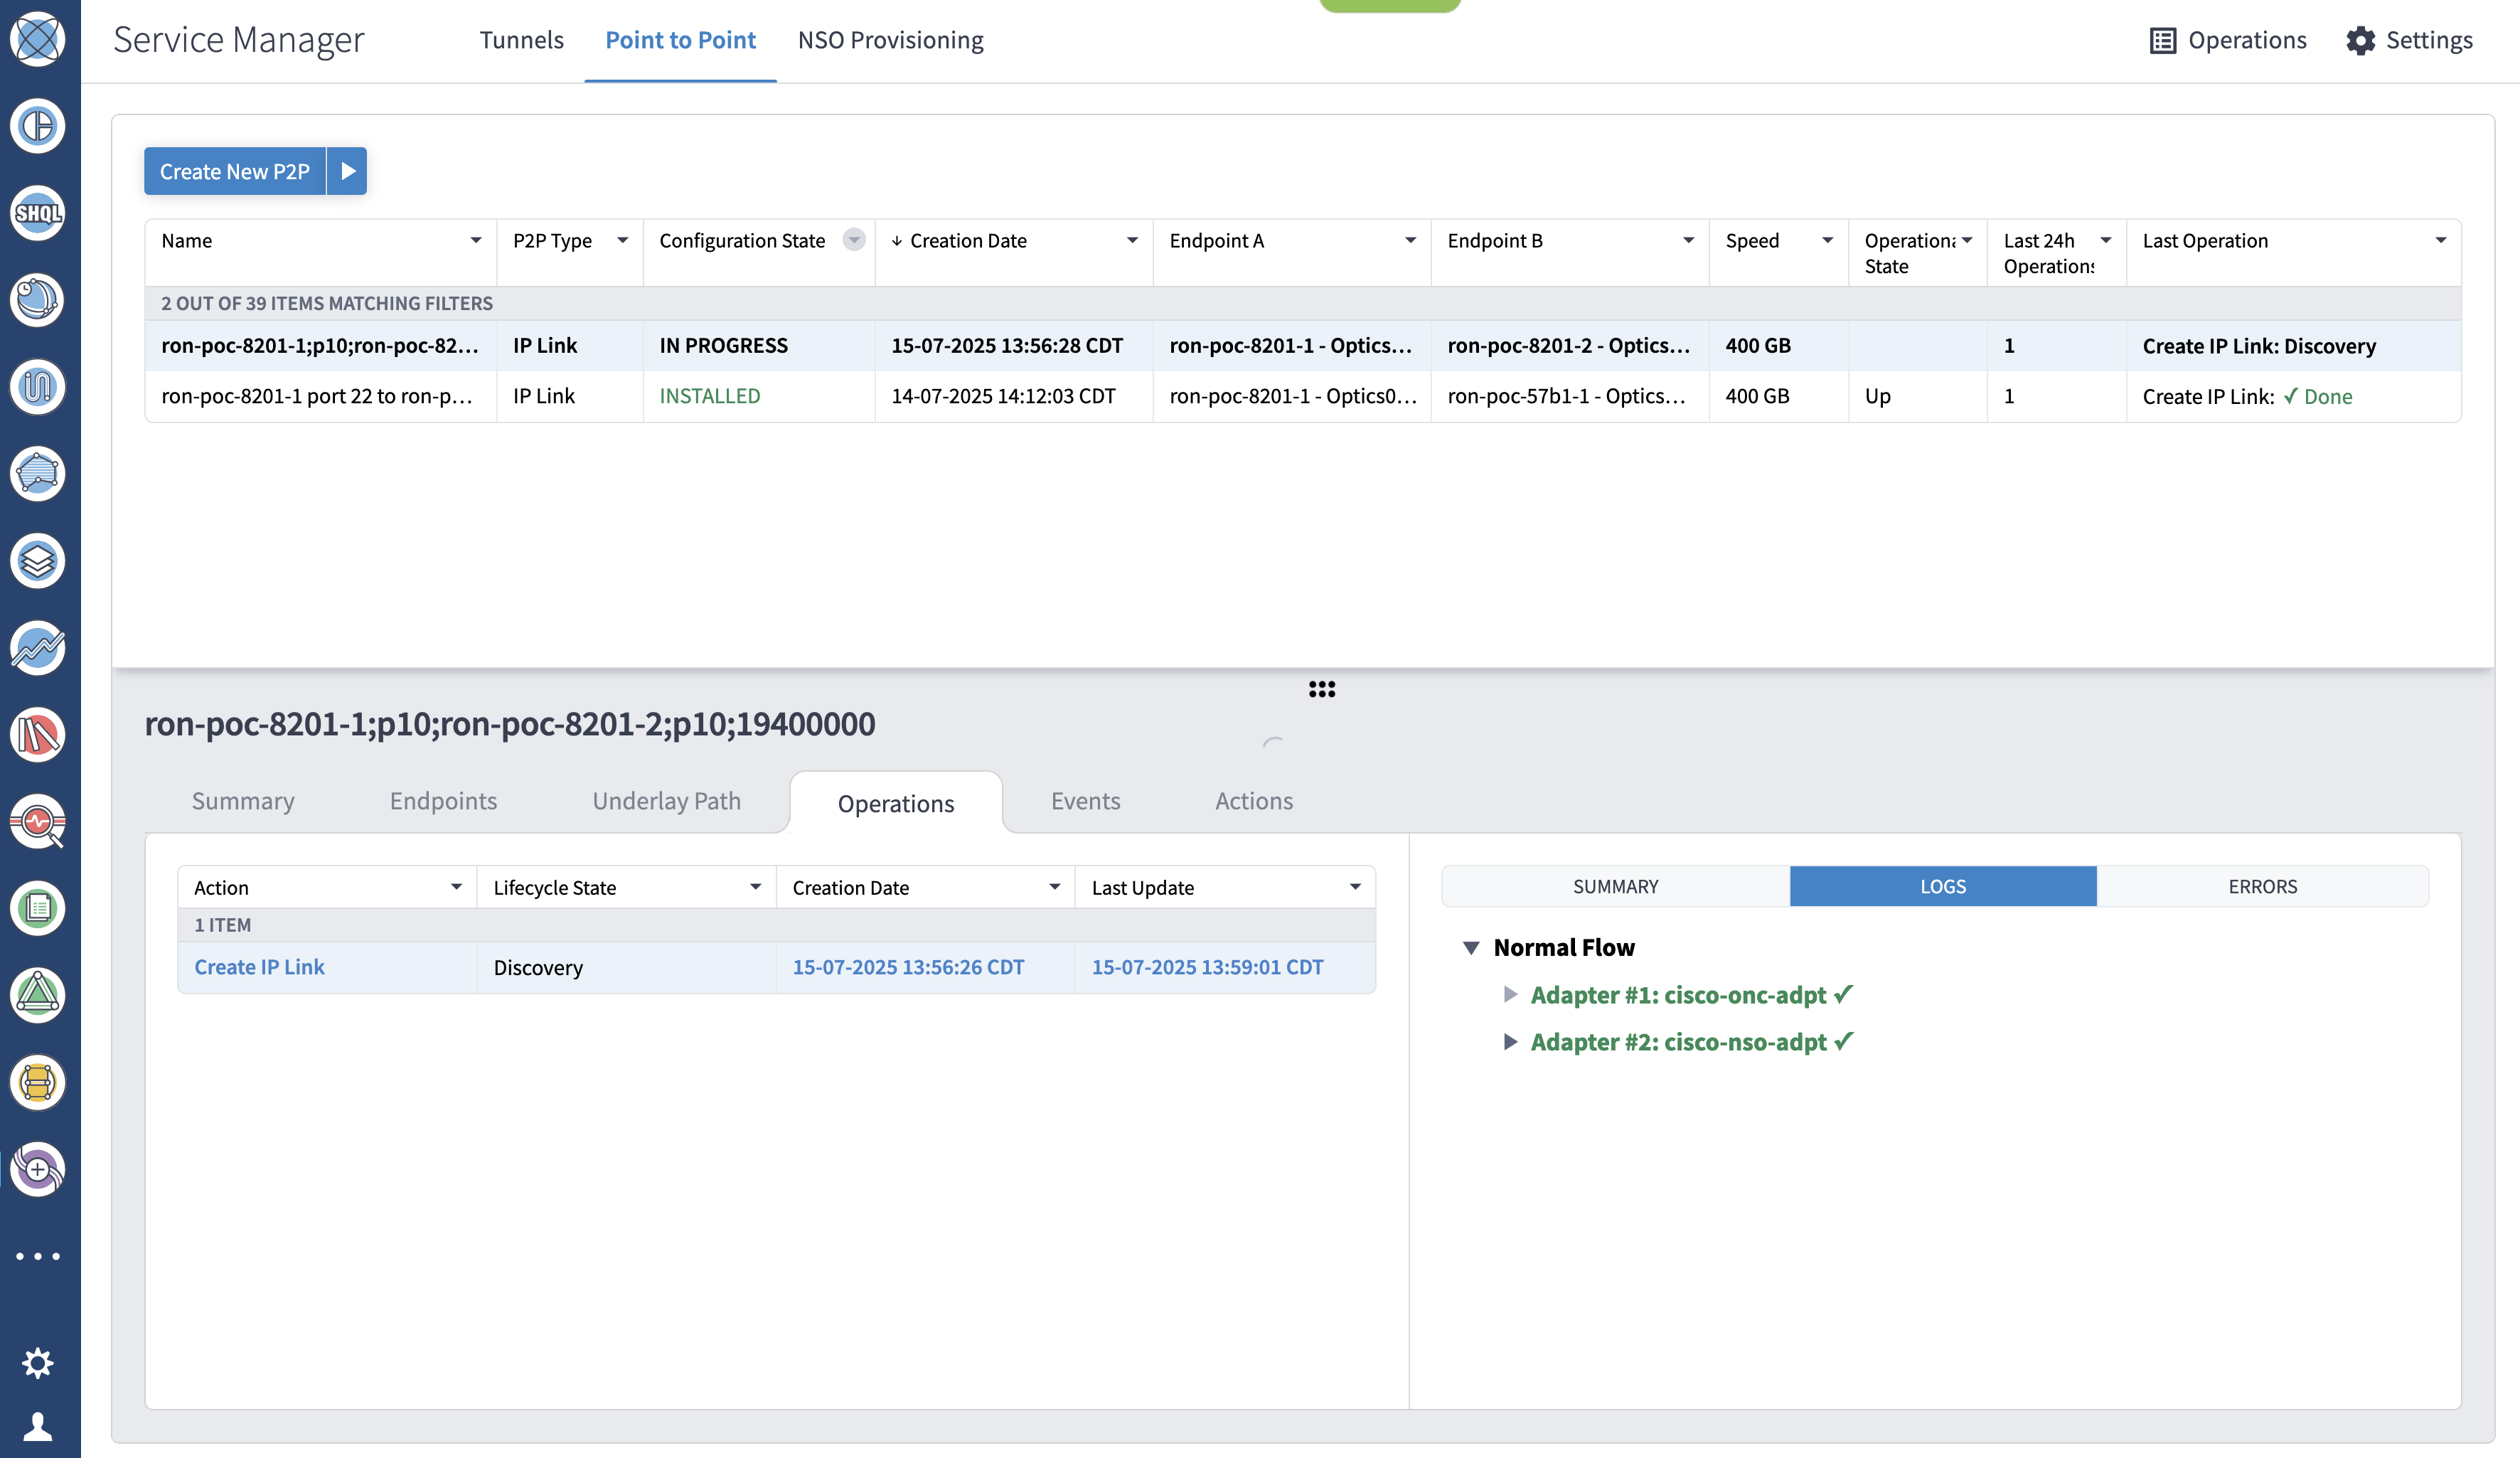 Service Manager
Tunnels
Point to Point
NSO Provisioning
Operations
Settings
SHQL
Create New P2P
Name
P2P Type
Configuration State
Creation Date
Endpoint A
Endpoint B
Speed
Operationa
State
Last 24h
Operations
Last Operation
2 OUT OF 39 ITEMS MATCHING FILTERS
ron-poc-8201-1;p10;ron-poc-82... IP Link IN PROGRESS 15-07-2025 13:56:28 CDT ron-poc-8201-1 - Optics... ron-poc-8201-2 - Optics... 400 GB 1 Create IP Link: Discovery
ron-poc-8201-1 port 22 to ron-p... IP Link INSTALLED 14-07-2025 14:12:03 CDT ron-poc-8201-1 - Optics0... ron-poc-57b1-1 - Optics... 400 GB Up 1 Create IP Link: ✓ Done
ron-poc-8201-1;p10;ron-poc-8201-2;p10;19400000
Summary
Endpoints
Underlay Path
Operations
Events
Actions
Action
Lifecycle State
Creation Date
Last Update
1 ITEM
Create IP Link Discovery 15-07-2025 13:56:26 CDT 15-07-2025 13:59:01 CDT
SUMMARY
LOGS
ERRORS
Normal Flow
Adapter #1: cisco-onc-adpt ✓
Adapter #2: cisco-nso-adpt ✓